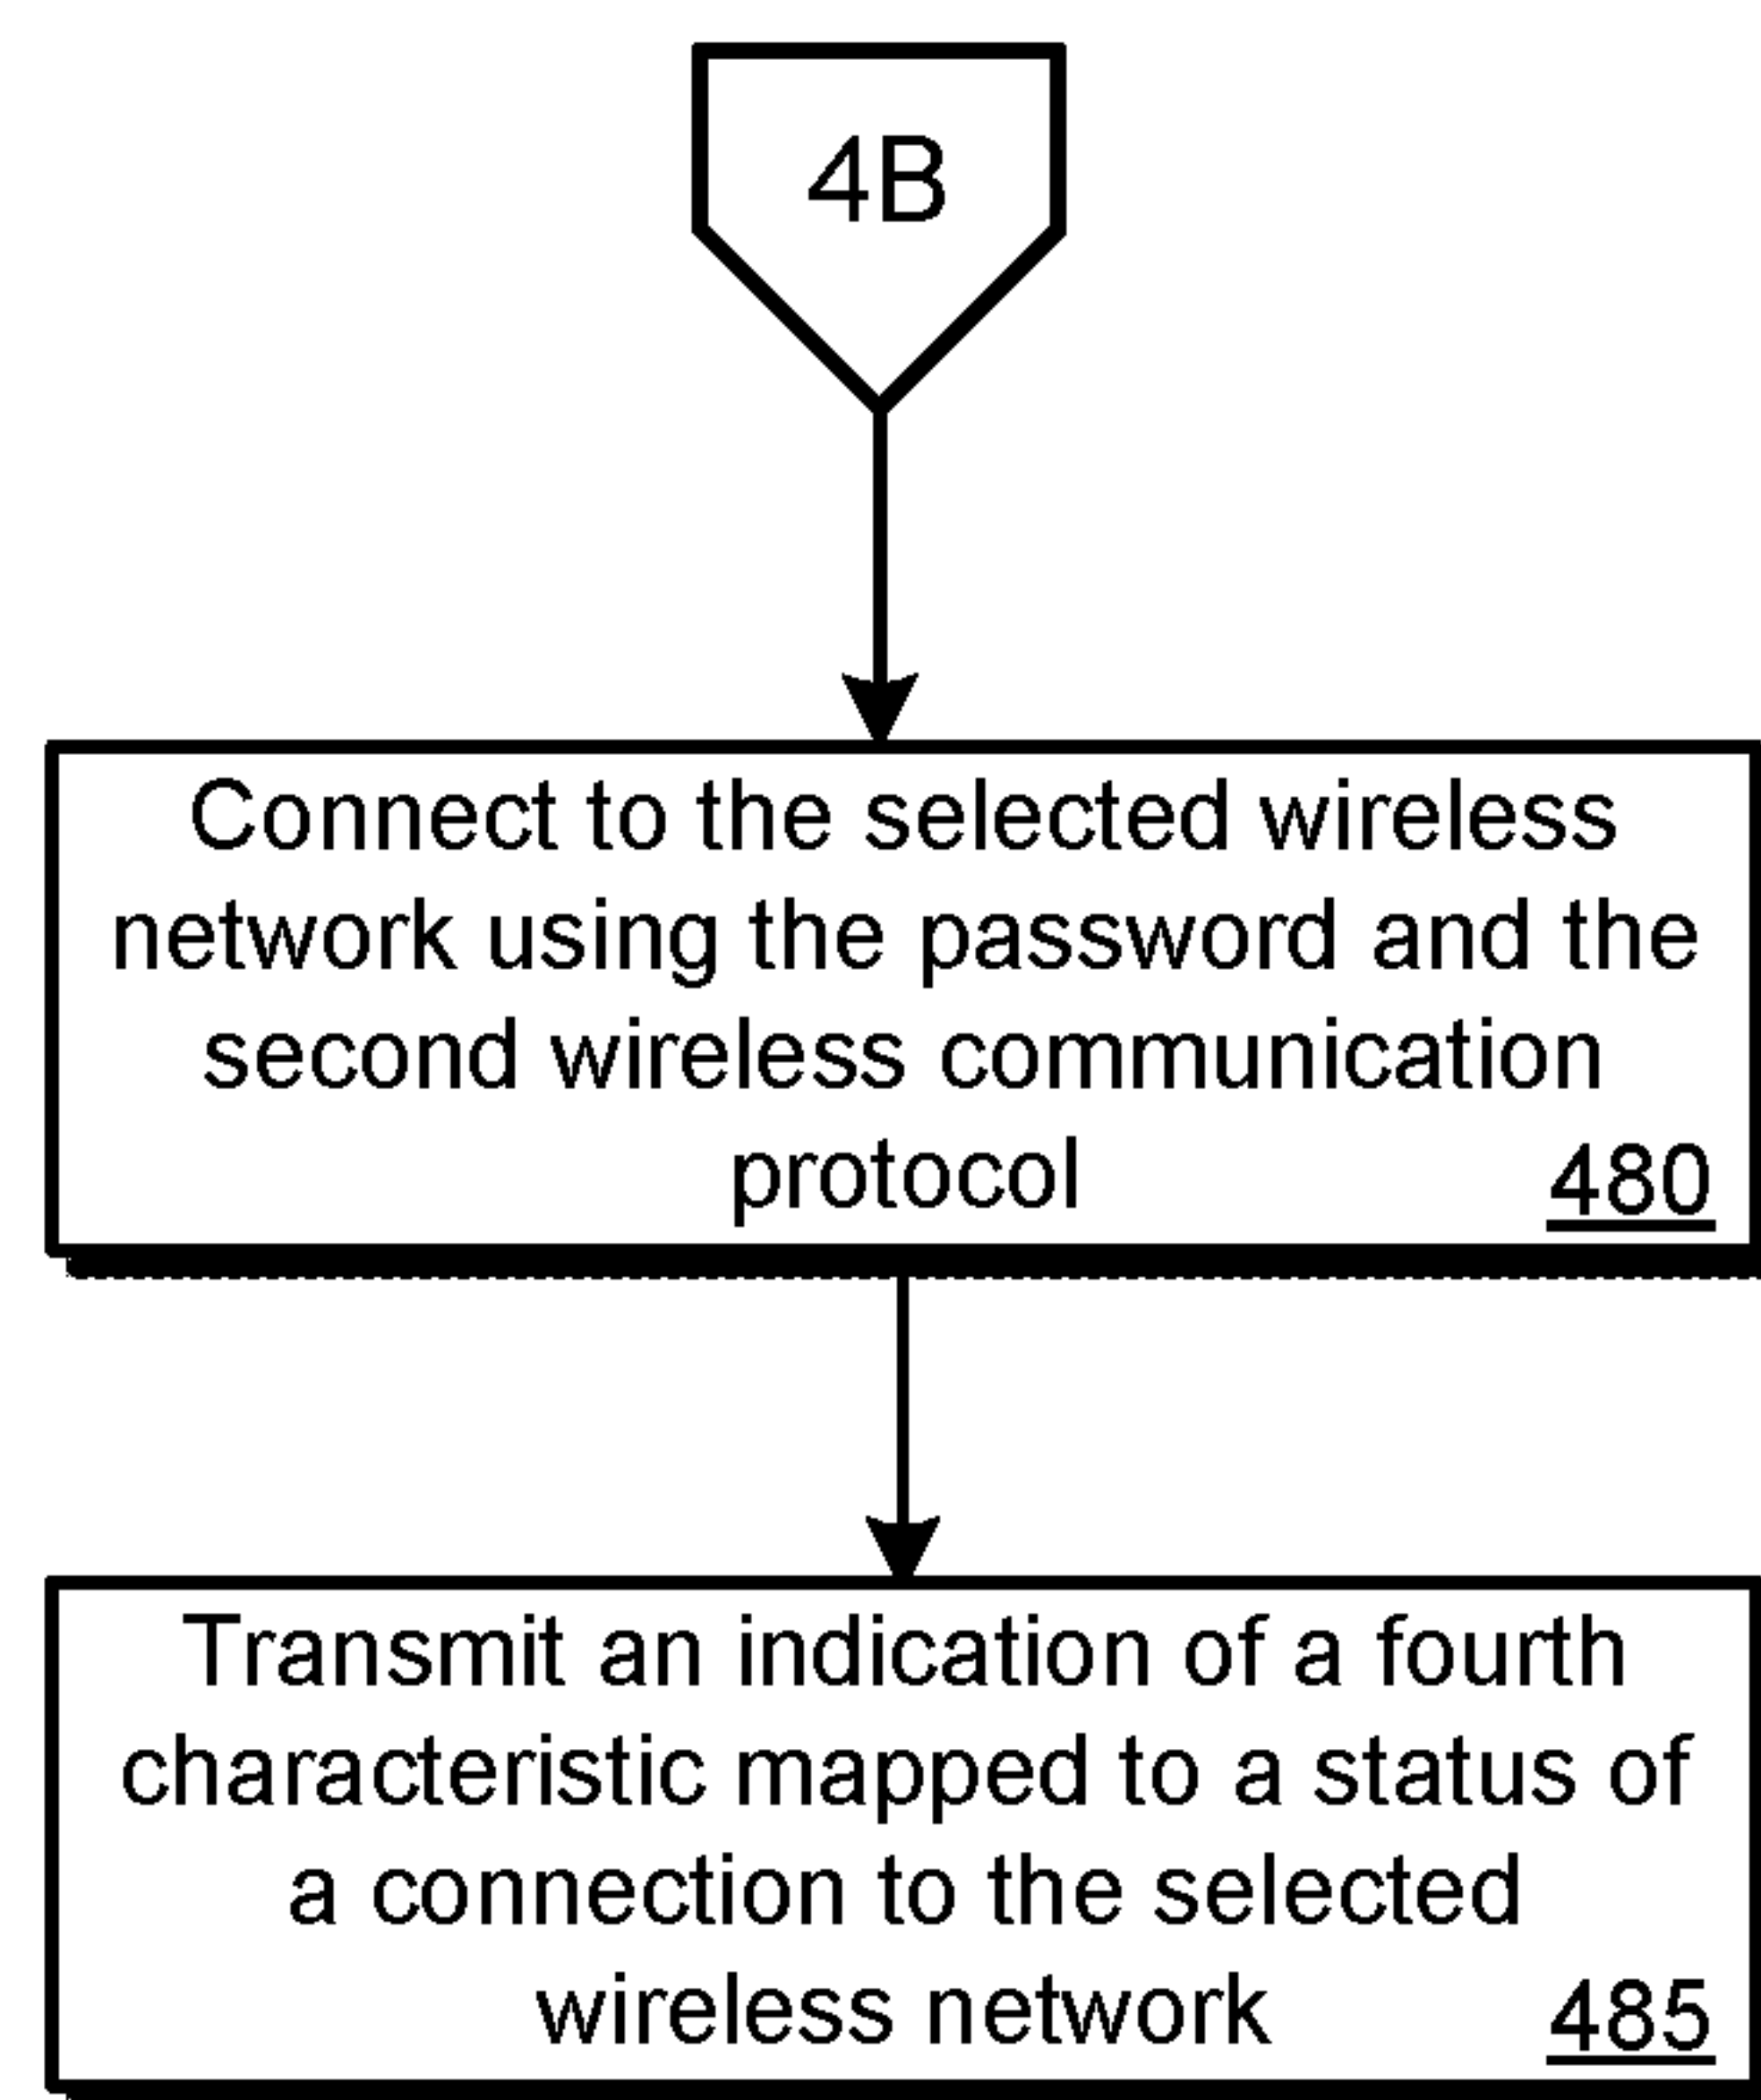 4B
Connect to the selected wireless
network using the password and the
second wireless communication
protocol 480
Transmit an indication of a fourth
characteristic mapped to a status of
a connection to the selected
wireless network 485